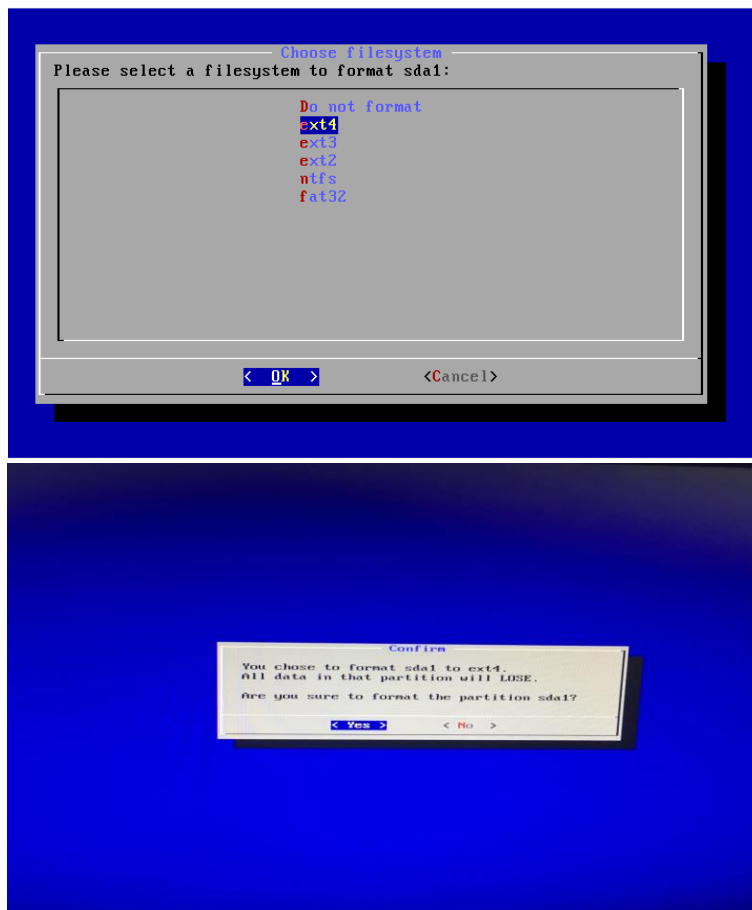 Choose filesystem
Please select a filesystem to format sda1:
Do not format
ext4
ext3
ext2
ntfs
fat32
< OK > <Cancel>
Confirm
You chose to format sda1 to ext4.
All data in that partition will LOSE.
Are you sure to format the partition sda1?
< Yes > < No >